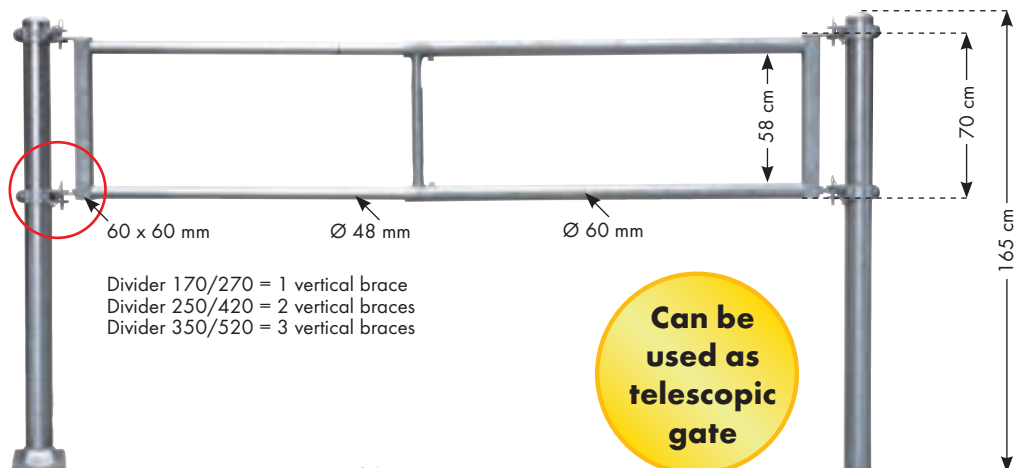 58 cm
70 cm
165 cm
60 x 60 mm
Ø 48 mm
Ø 60 mm
Divider 170/270 = 1 vertical brace
Divider 250/420 = 2 vertical braces
Divider 350/520 = 3 vertical braces
Can be
used as
telescopic
gate